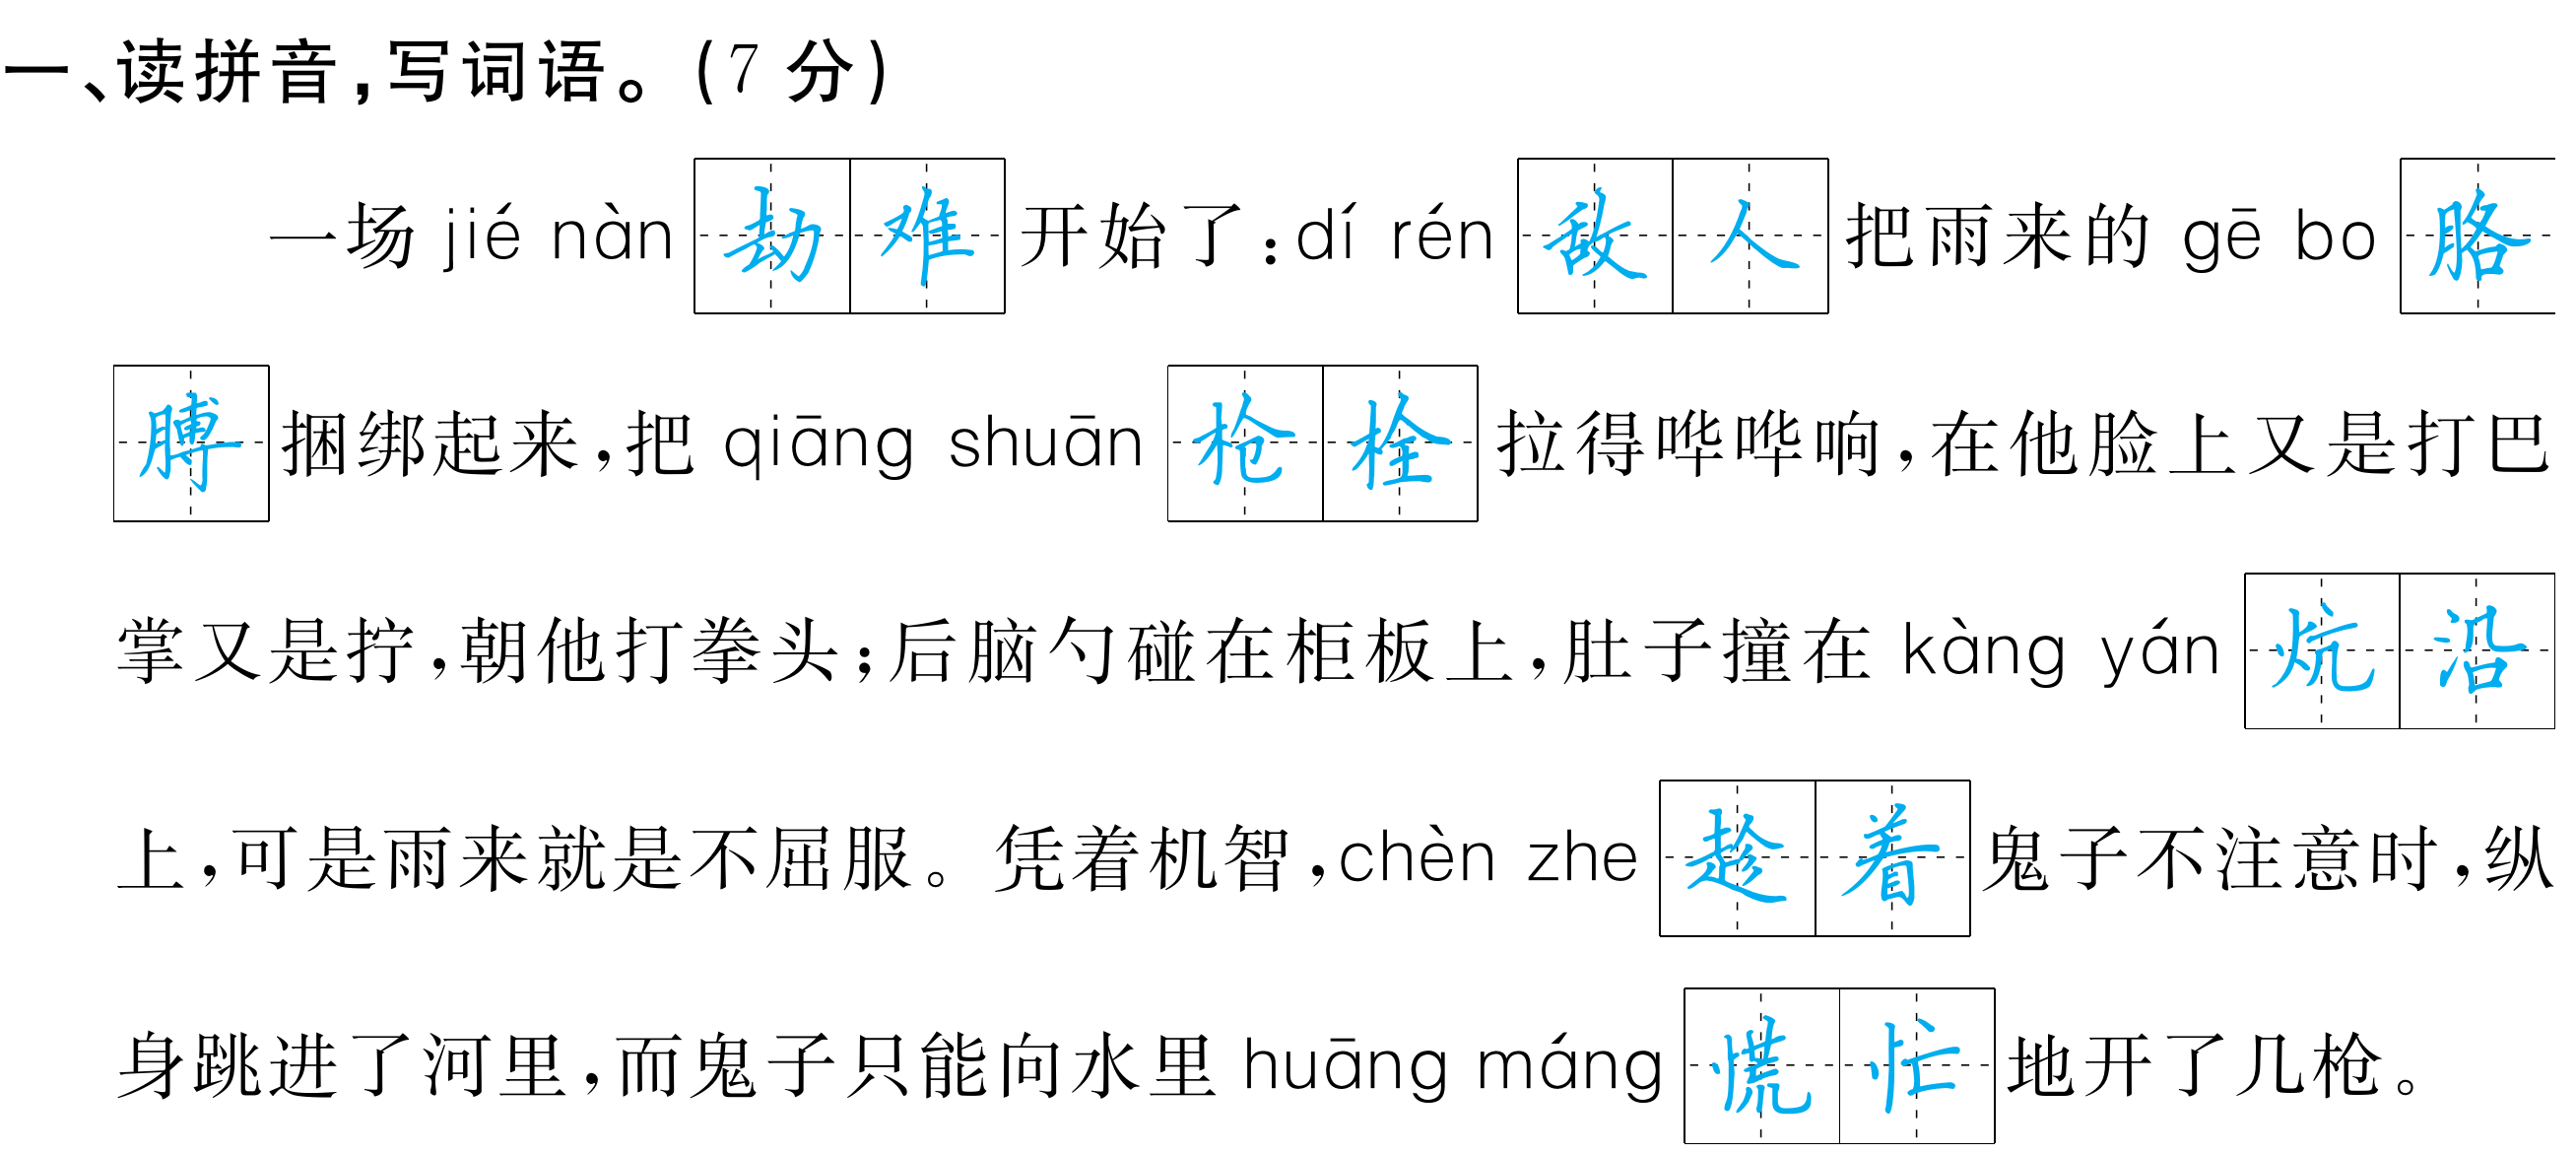 一、读拼音,写词语。(7 分)
一场 jié nàn 劫难开始了:dí rén 敌人把雨来的 gē bo 胳
膊捆绑起来,把 qiāng shuān 枪栓拉得哗哗响,在他脸上又是打巴
掌又是拧,朝他打拳头;后脑勺碰在柜板上,肚子撞在 kàng yán 炕沿
上,可是雨来就是不屈服。凭着机智,chèn zhe 趁着鬼子不注意时,纵
身跳进了河里,而鬼子只能向水里 huāng máng 慌忙地开了几枪。